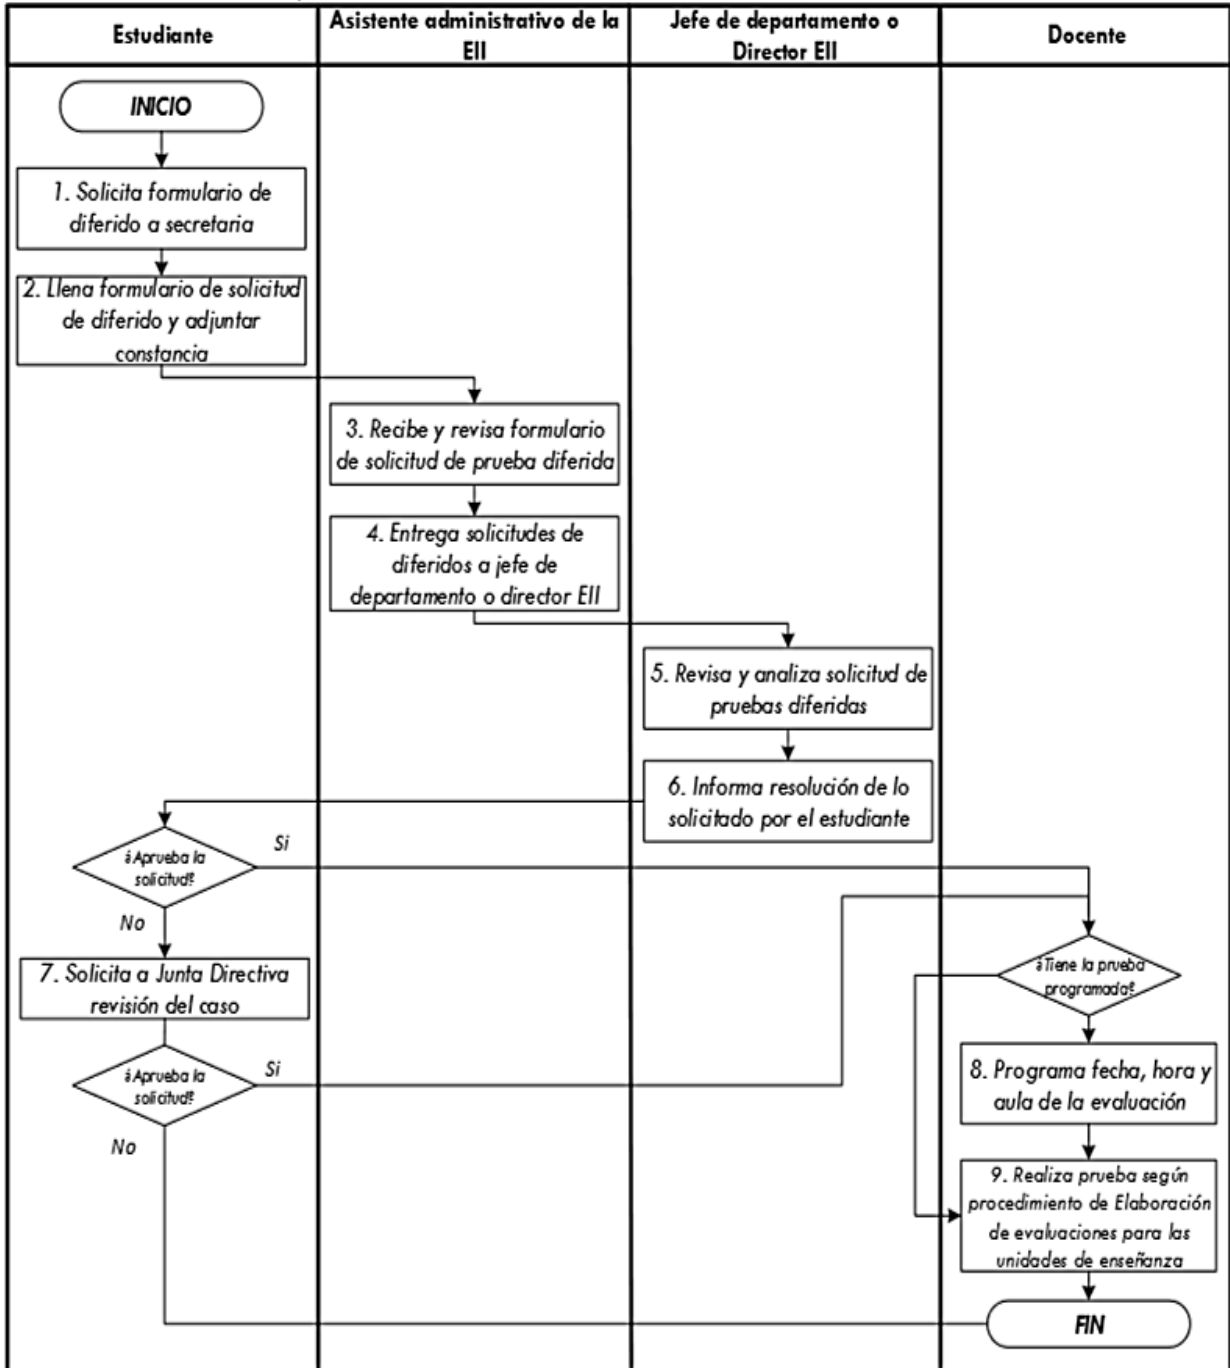 Estudiante
Asistente administrativo de la
EII
Jefe de departamento o
Director EII
Docente
INICIO
1. Solicita formulario de
diferido a secretaria
2. Llena formulario de solicitud
de diferido y adjuntar
constancia
3. Recibe y revisa formulario
de solicitud de prueba diferida
4. Entrega solicitudes de
diferidos a jefe de
departamento o director EII
5. Revisa y analiza solicitud de
pruebas diferidas
6. Informa resolución de lo
solicitado por el estudiante
¿Aprueba la
solicitud?
Si
No
7. Solicita a Junta Directiva
revisión del caso
¿Tiene la prueba
programada?
¿Aprueba la
solicitud?
Si
No
8. Programa fecha, hora y
aula de la evaluación
9. Realiza prueba según
procedimiento de Elaboración
de evaluaciones para las
unidades de enseñanza
FIN